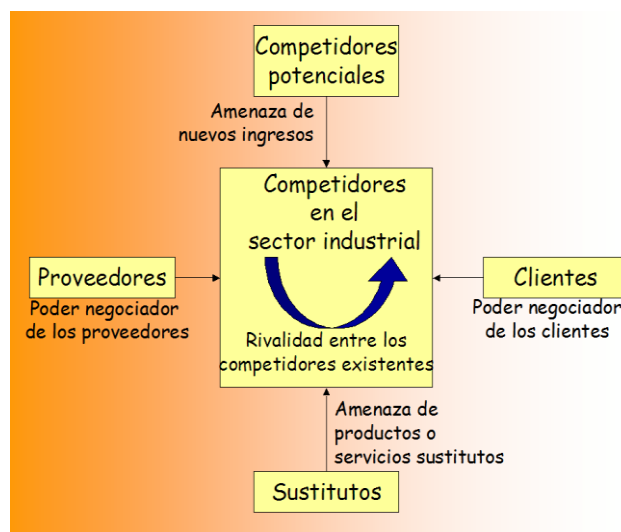 Competidores
potenciales
Amenaza de
nuevos ingresos
Competidores
en el
sector industrial
Proveedores
Poder negociador
de los proveedores
Clientes
Poder negociador
de los clientes
Rivalidad entre los
competidores existentes
Amenaza de
productos o
servicios sustitutos
Sustitutos